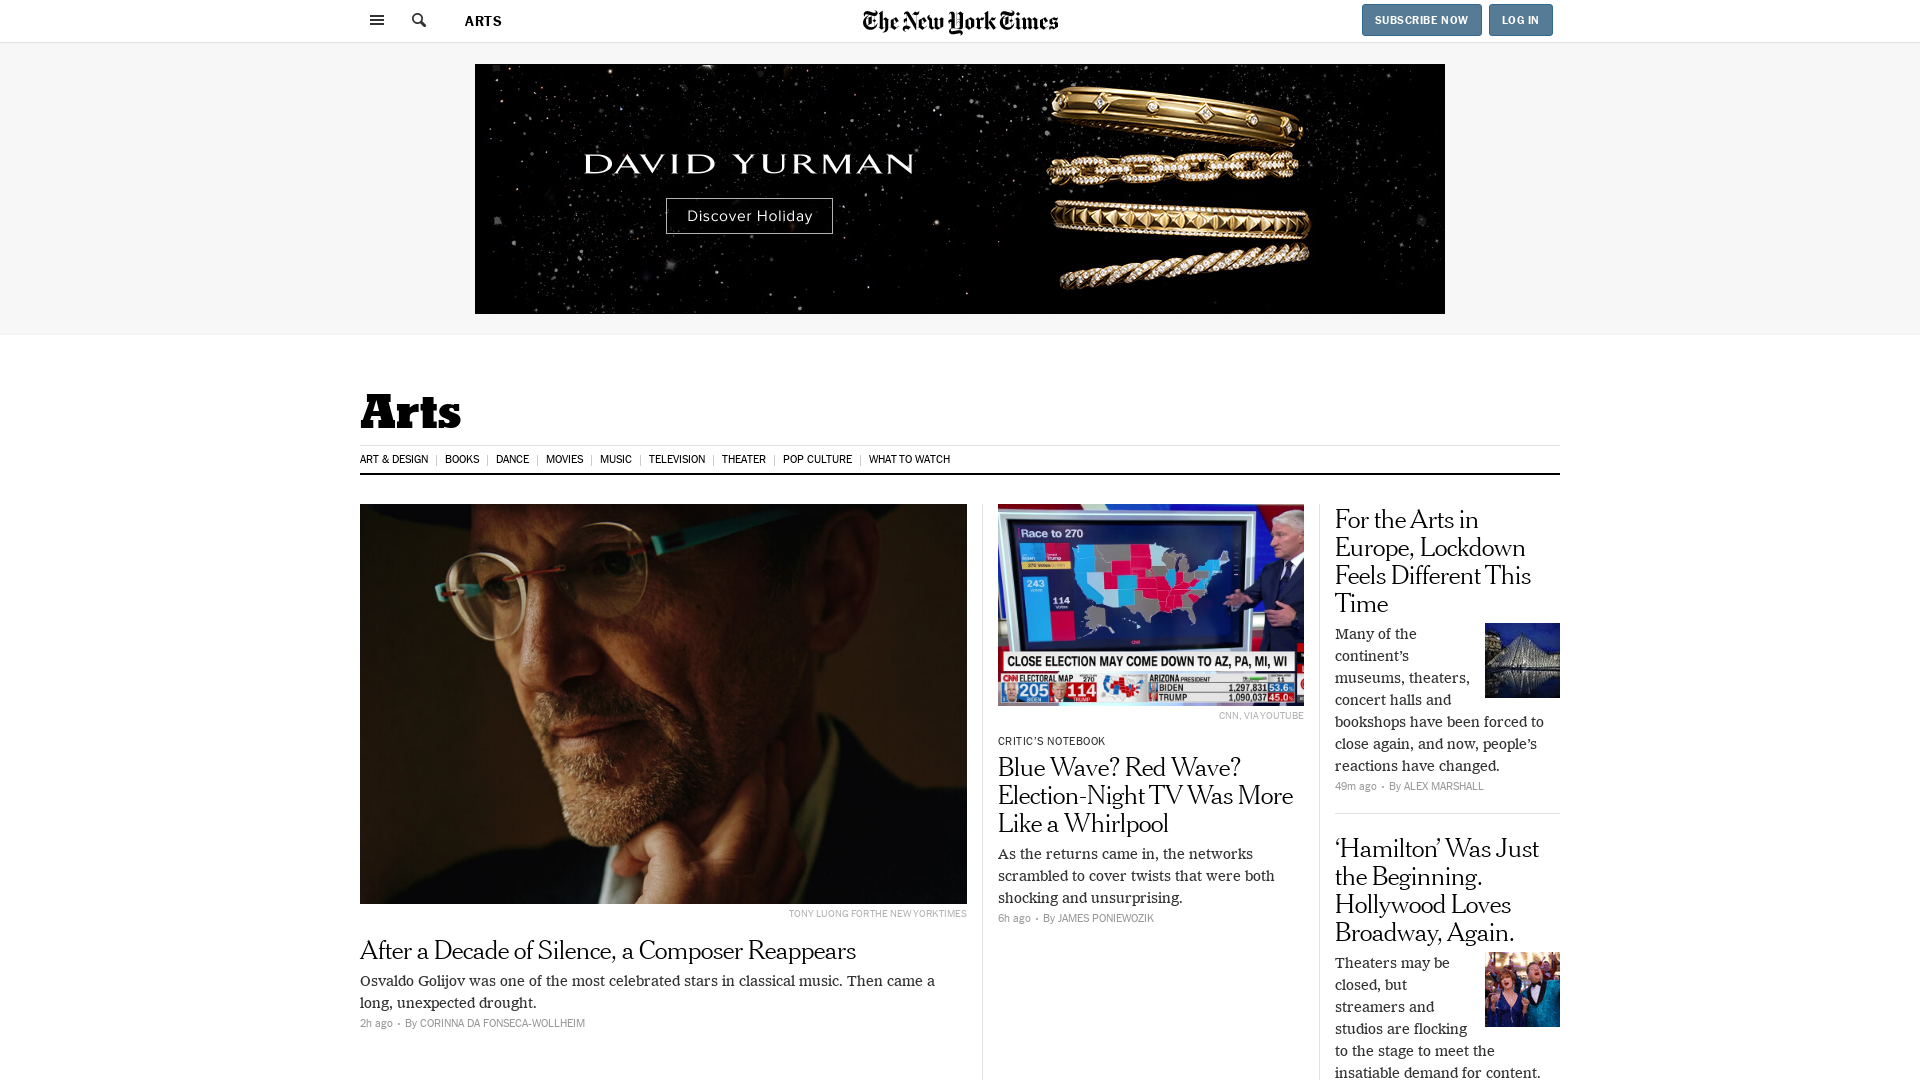 ARTS
The New York Times
SUBSCRIBE NOW
LOG IN
DAVID YURMAN
Discover Holiday
Arts
ART & DESIGN
BOOKS
DANCE
MOVIES
MUSIC
TELEVISION
THEATER
POP CULTURE
WHAT TO WATCH
TONY LUONG FOR THE NEW YORK TIMES
After a Decade of Silence, a Composer Reappears
Osvaldo Golijov was one of the most celebrated stars in classical music. Then came a
long, unexpected drought.
2h ago • By CORINNA DA FONSECA-WOLLHEIM
Race to 270
243
114
CNN
CLOSE ELECTION MAY COME DOWN TO AZ, PA, MI, WI
CNN ELECTORAL MAP
205
114
ARIZONA PRESIDENT
BIDEN 1,297,831 53.6%
TRUMP 1,090,037 45.0%
CNN, VIA YOUTUBE
CRITIC’S NOTEBOOK
Blue Wave? Red Wave?
Election-Night TV Was More
Like a Whirlpool
As the returns came in, the networks
scrambled to cover twists that were both
shocking and unsurprising.
6h ago • By JAMES PONIEWOZIK
For the Arts in
Europe, Lockdown
Feels Different This
Time
Many of the
continent’s
museums, theaters,
concert halls and
bookshops have been forced to
close again, and now, people’s
reactions have changed.
49m ago • By ALEX MARSHALL
‘Hamilton’ Was Just
the Beginning.
Hollywood Loves
Broadway, Again.
Theaters may be
closed, but
streamers and
studios are flocking
to the stage to meet the
insatiable demand for content.